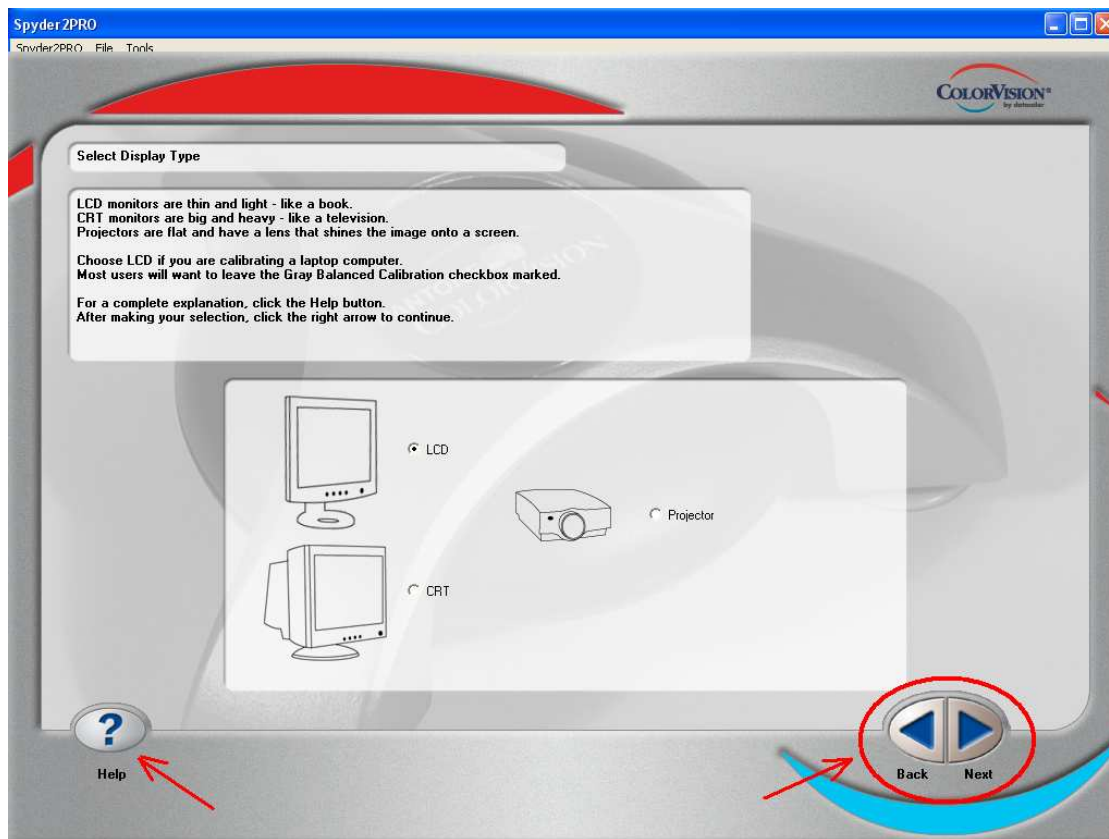 Spyder2PRO
Spyder2PRO File Tools
COLORVISION®
by datacolor
Select Display Type
LCD monitors are thin and light - like a book.
CRT monitors are big and heavy - like a television.
Projectors are flat and have a lens that shines the image onto a screen.
Choose LCD if you are calibrating a laptop computer.
Most users will want to leave the Gray Balanced Calibration checkbox marked.
For a complete explanation, click the Help button.
After making your selection, click the right arrow to continue.
COLORVISION
LCD
Projector
CRT
?
Help
Back Next